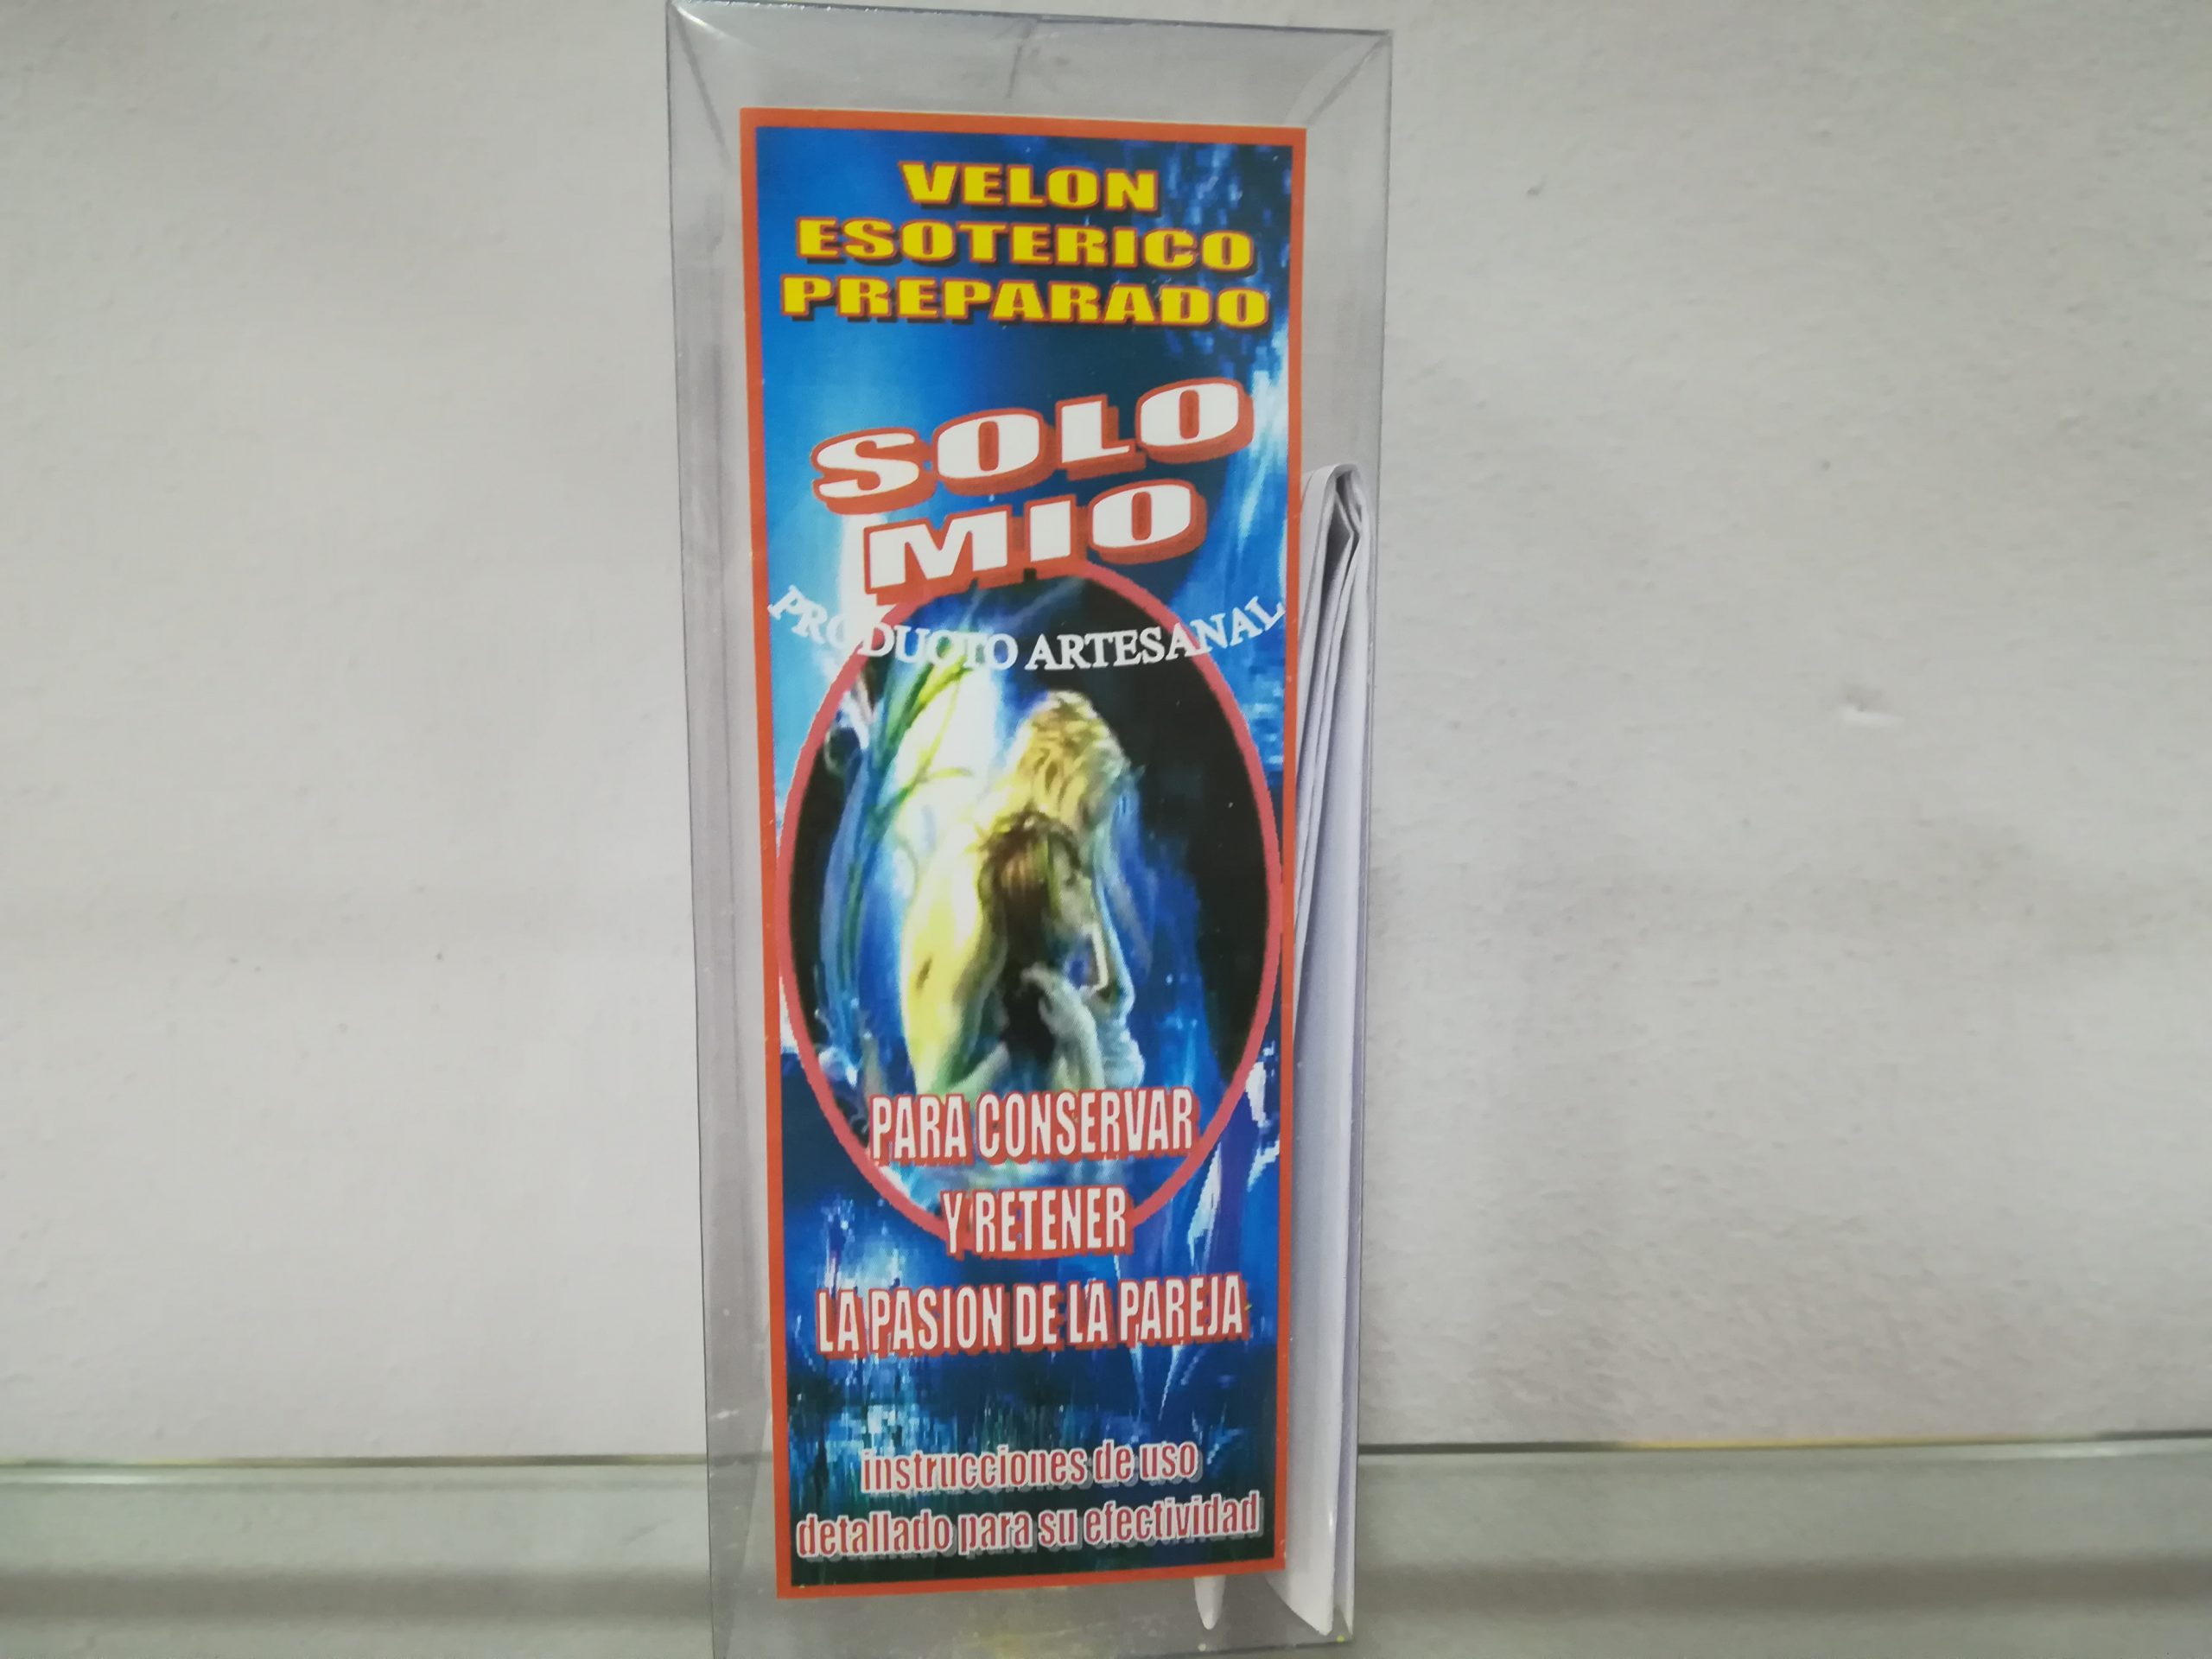 VELON
ESOTERICO
PREPARADO
SOLO
MIO
PRODUCTO ARTESANAL
PARA CONSERVAR
Y RETENER
LA PASION DE LA PAREJA
instrucciones de uso
detallado para su efectividad